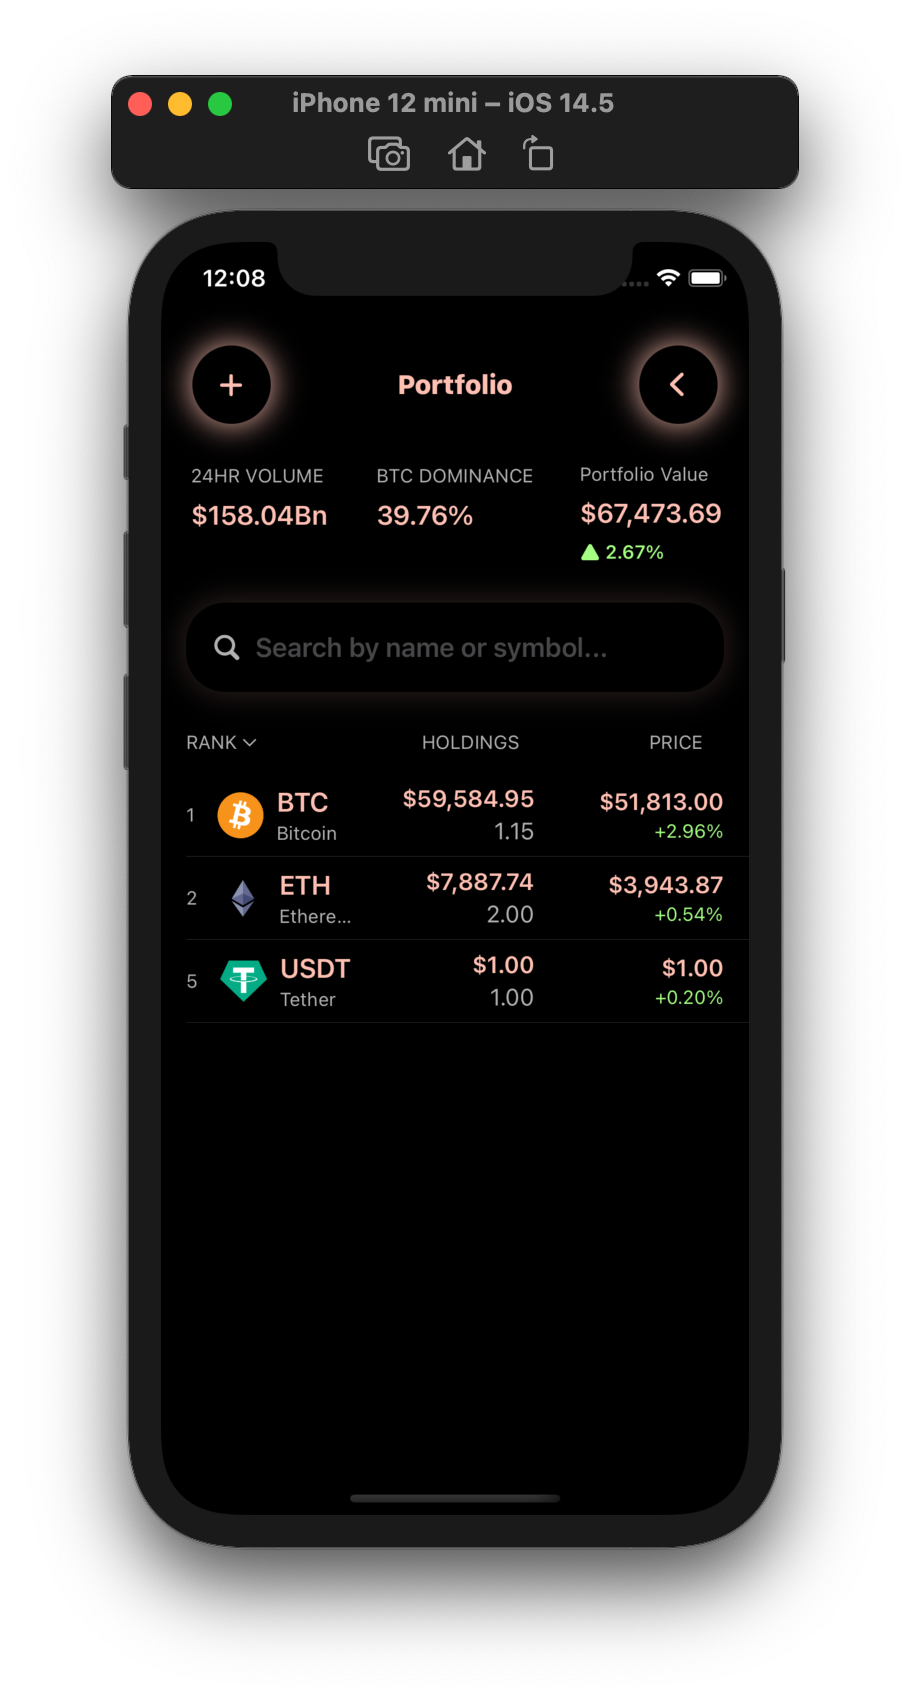 iPhone 12 mini – iOS 14.5
12:08
Portfolio
24HR VOLUME BTC DOMINANCE Portfolio Value
$158.04Bn 39.76% $67,473.69
2.67%
Search by name or symbol...
RANK HOLDINGS PRICE
1 BTC $59,584.95 $51,813.00
Bitcoin 1.15 +2.96%
2 ETH $7,887.74 $3,943.87
Ethere... 2.00 +0.54%
5 USDT $1.00 $1.00
Tether 1.00 +0.20%